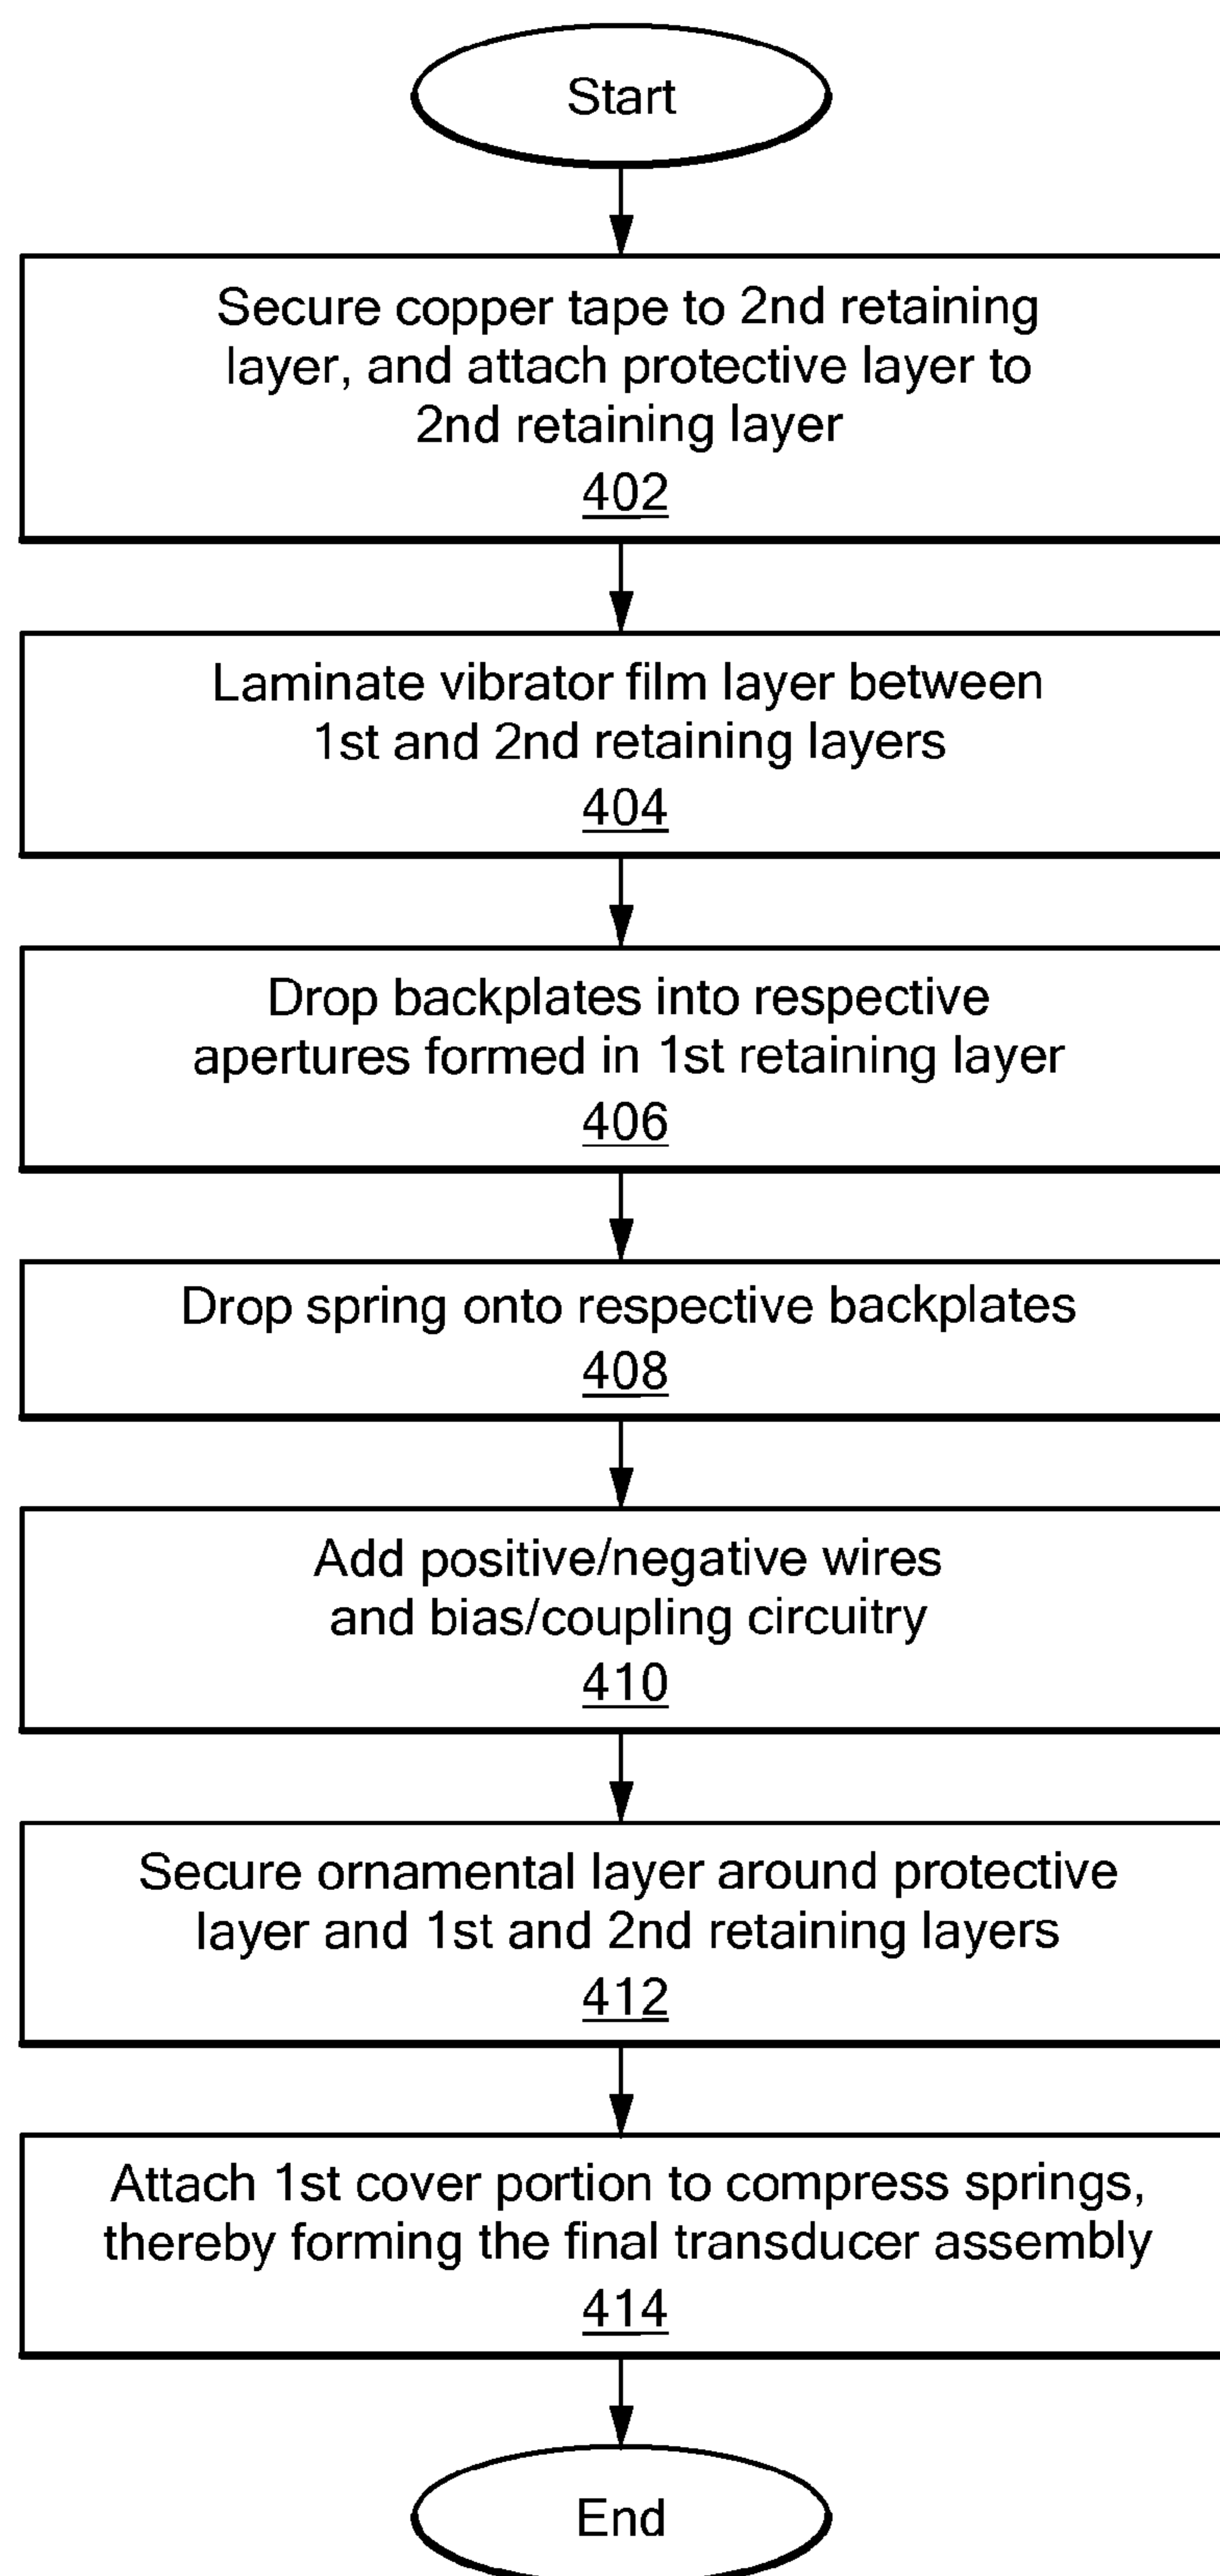 Start
Secure copper tape to 2nd retaining
layer, and attach protective layer to
2nd retaining layer
402
Laminate vibrator film layer between
1st and 2nd retaining layers
404
Drop backplates into respective
apertures formed in 1st retaining layer
406
Drop spring onto respective backplates
408
Add positive/negative wires
and bias/coupling circuitry
410
Secure ornamental layer around protective
layer and 1st and 2nd retaining layers
412
Attach 1st cover portion to compress springs,
thereby forming the final transducer assembly
414
End